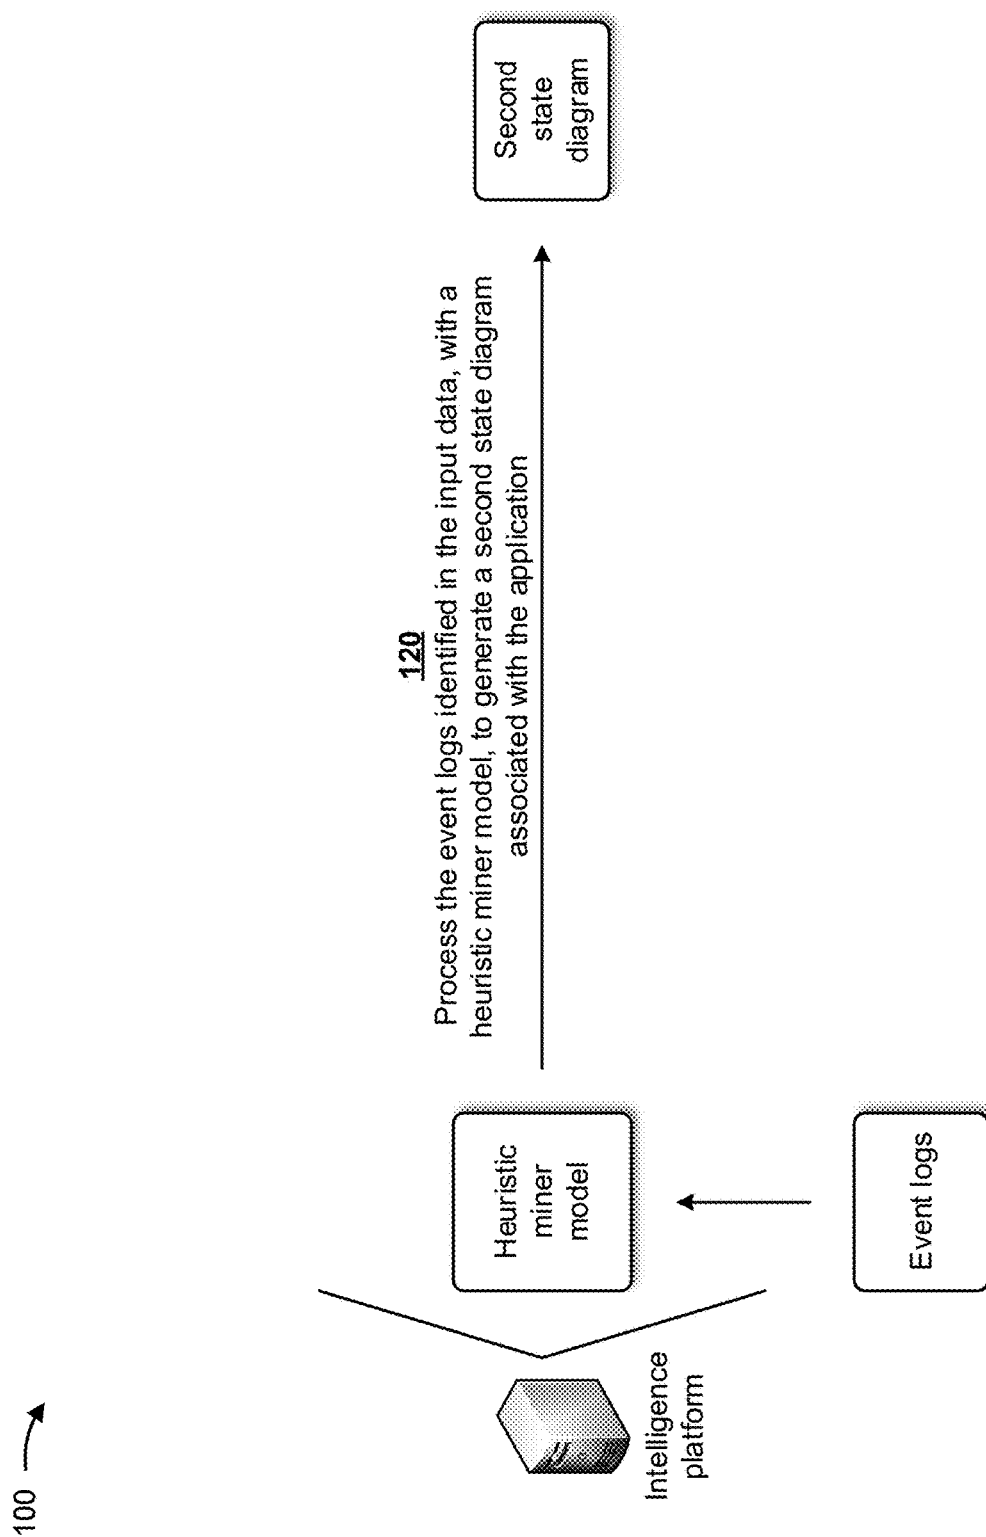 100
120
Process the event logs identified in the input data, with a
heuristic miner model, to generate a second state diagram
associated with the application
Intelligence
platform
Heuristic
miner
model
Second
state
diagram
Event logs